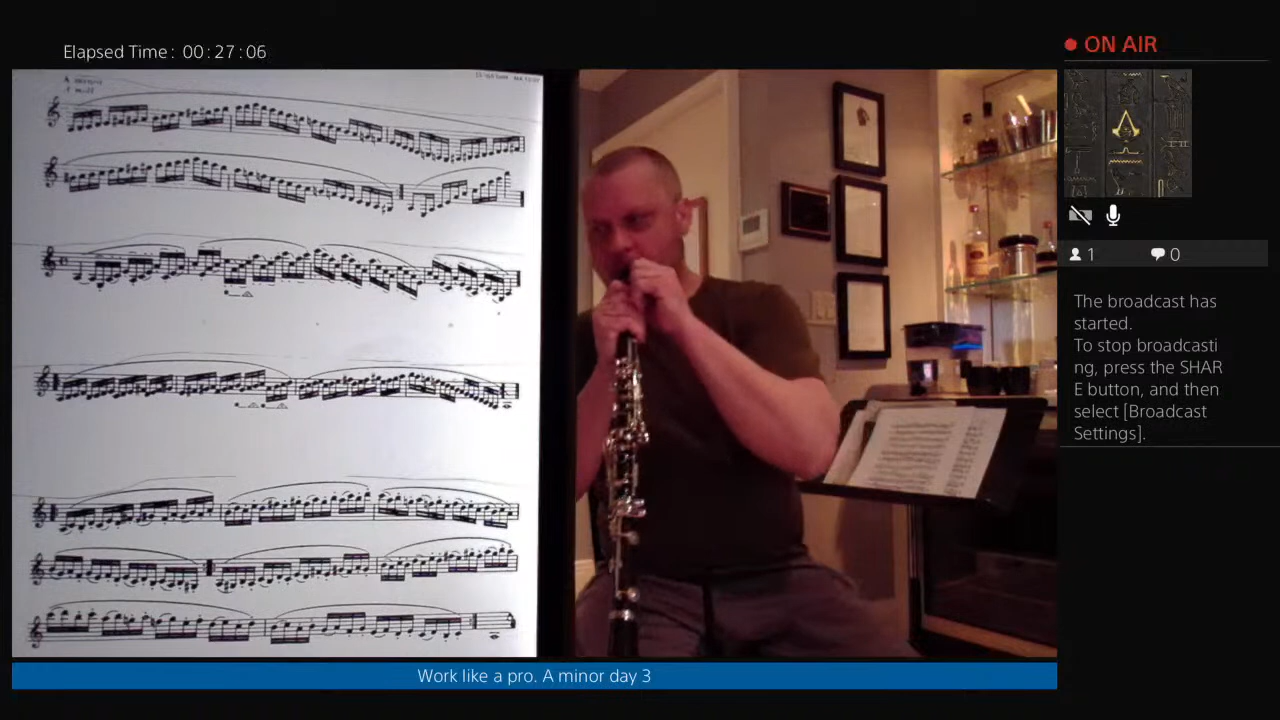 Elapsed Time: 00:27:06
ON AIR
1
0
The broadcast has
started.
To stop broadcasti
ng, press the SHAR
E button, and then
select [Broadcast
Settings].
Work like a pro. A minor day 3